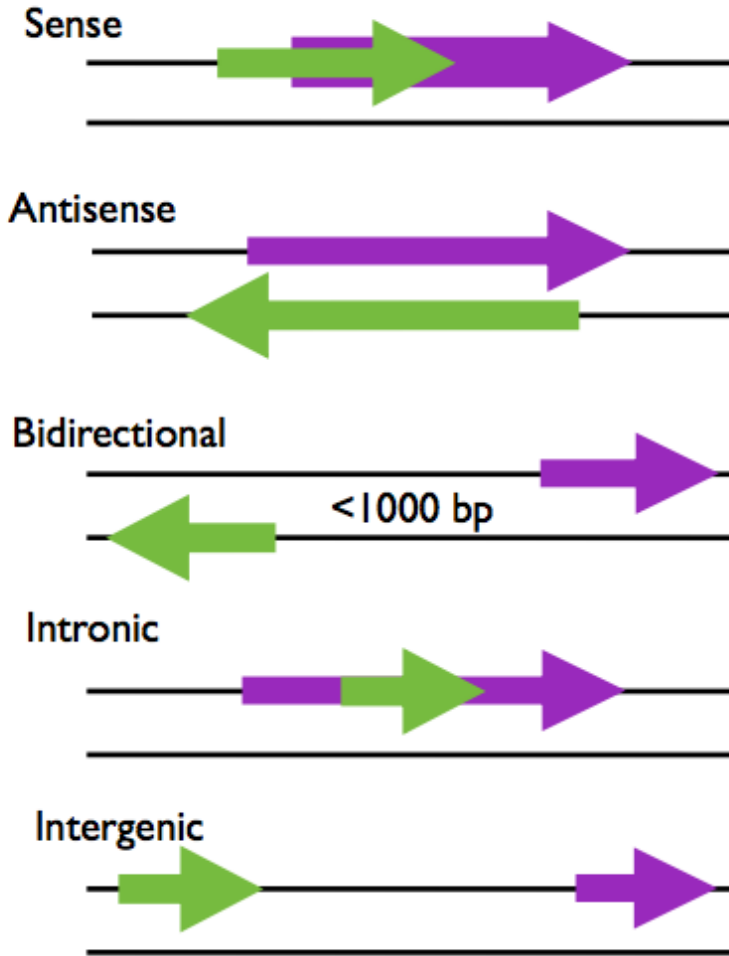 Sense
Antisense
Bidirectional
<1000 bp
Intronic
Intergenic